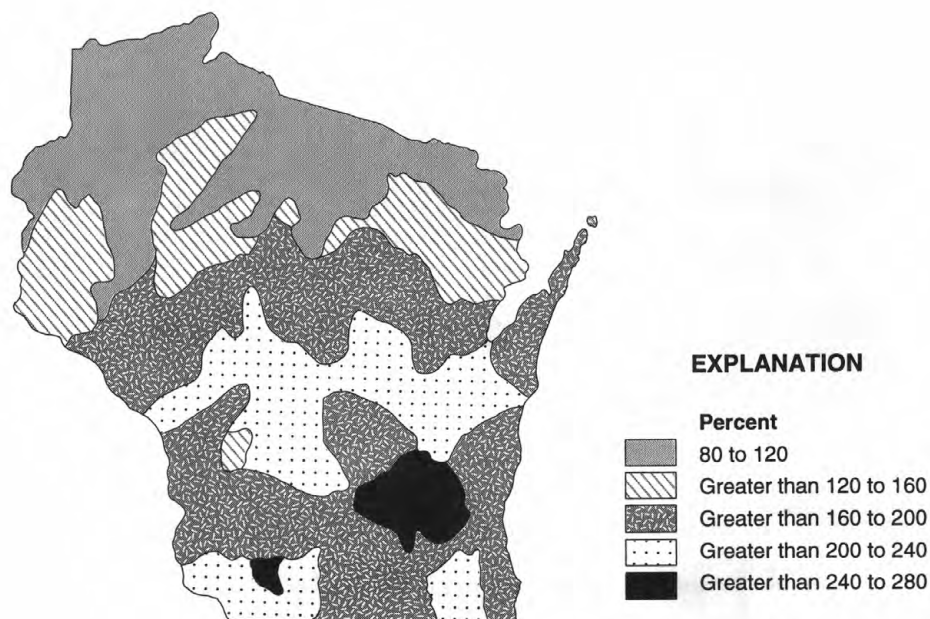 EXPLANATION
Percent
80 to 120
Greater than 120 to 160
Greater than 160 to 200
Greater than 200 to 240
Greater than 240 to 280